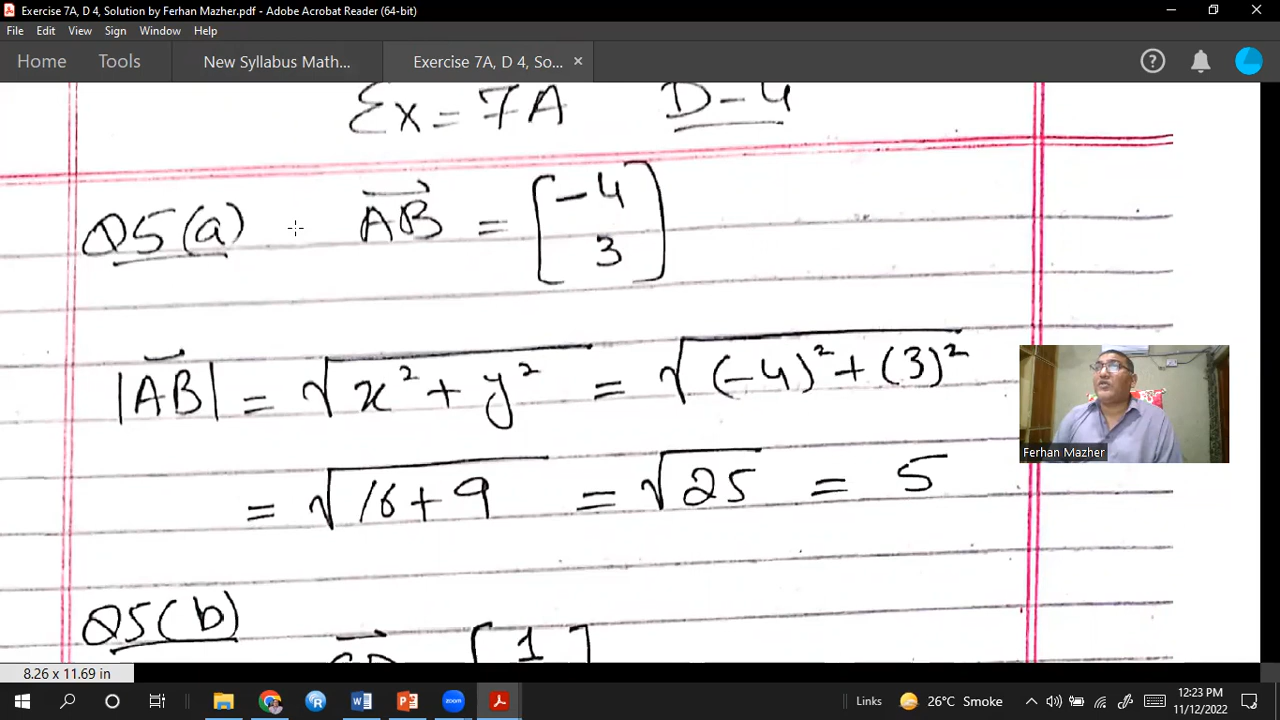 Exercise 7A, D 4, Solution by Ferhan Mazher.pdf - Adobe Acrobat Reader (64-bit)
File Edit View Sign Window Help
Home Tools New Syllabus Math... Exercise 7A, D 4, So...
Ex = 7A D-4
Q5(a) AB = [-4
3]
|AB| = √x² + y² = √(-4)² + (3)²
= √16+9 = √25 = 5
Ferhan Mazher
Q5(b)
[1]
8.26 x 11.69 in
Links 26°C Smoke 12:23 PM
11/12/2022